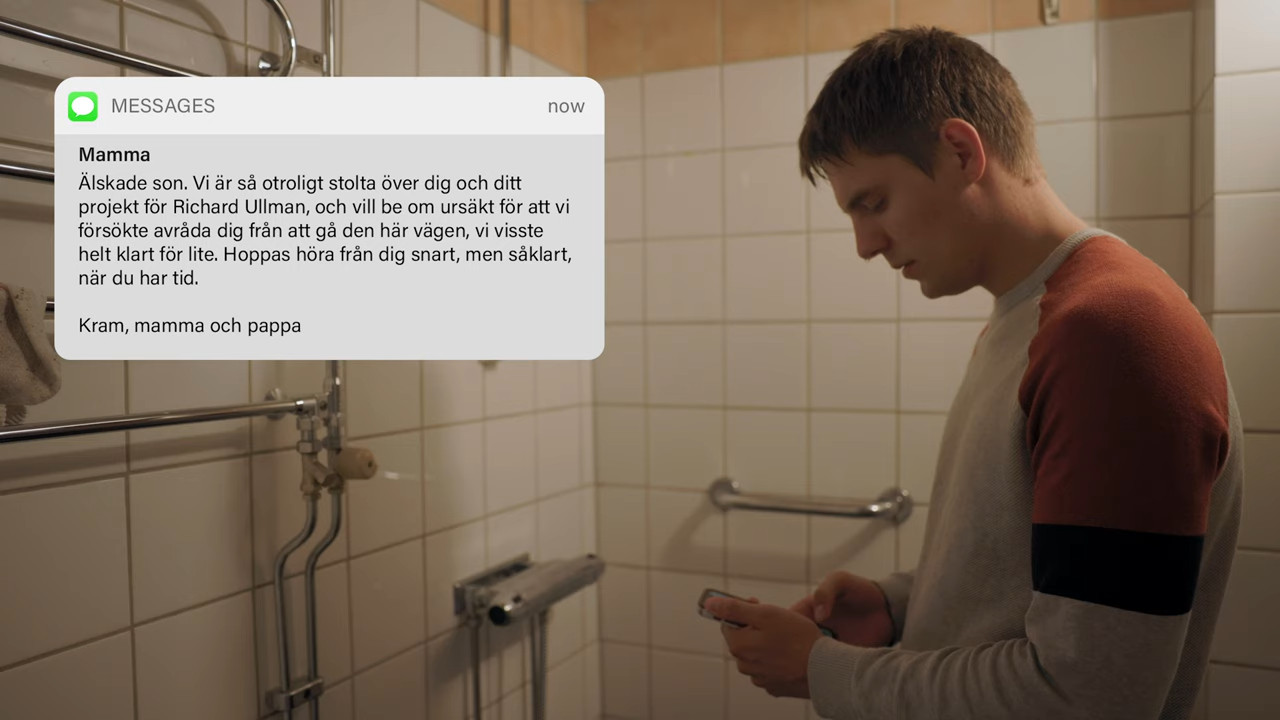 MESSAGES now
Mamma
Älskade son. Vi är så otroligt stolta över dig och ditt
projekt för Richard Ullman, och vill be om ursäkt för att vi
försökte avråda dig från att gå den här vägen, vi visste
helt klart för lite. Hoppas höra från dig snart, men såklart,
när du har tid.
Kram, mamma och pappa